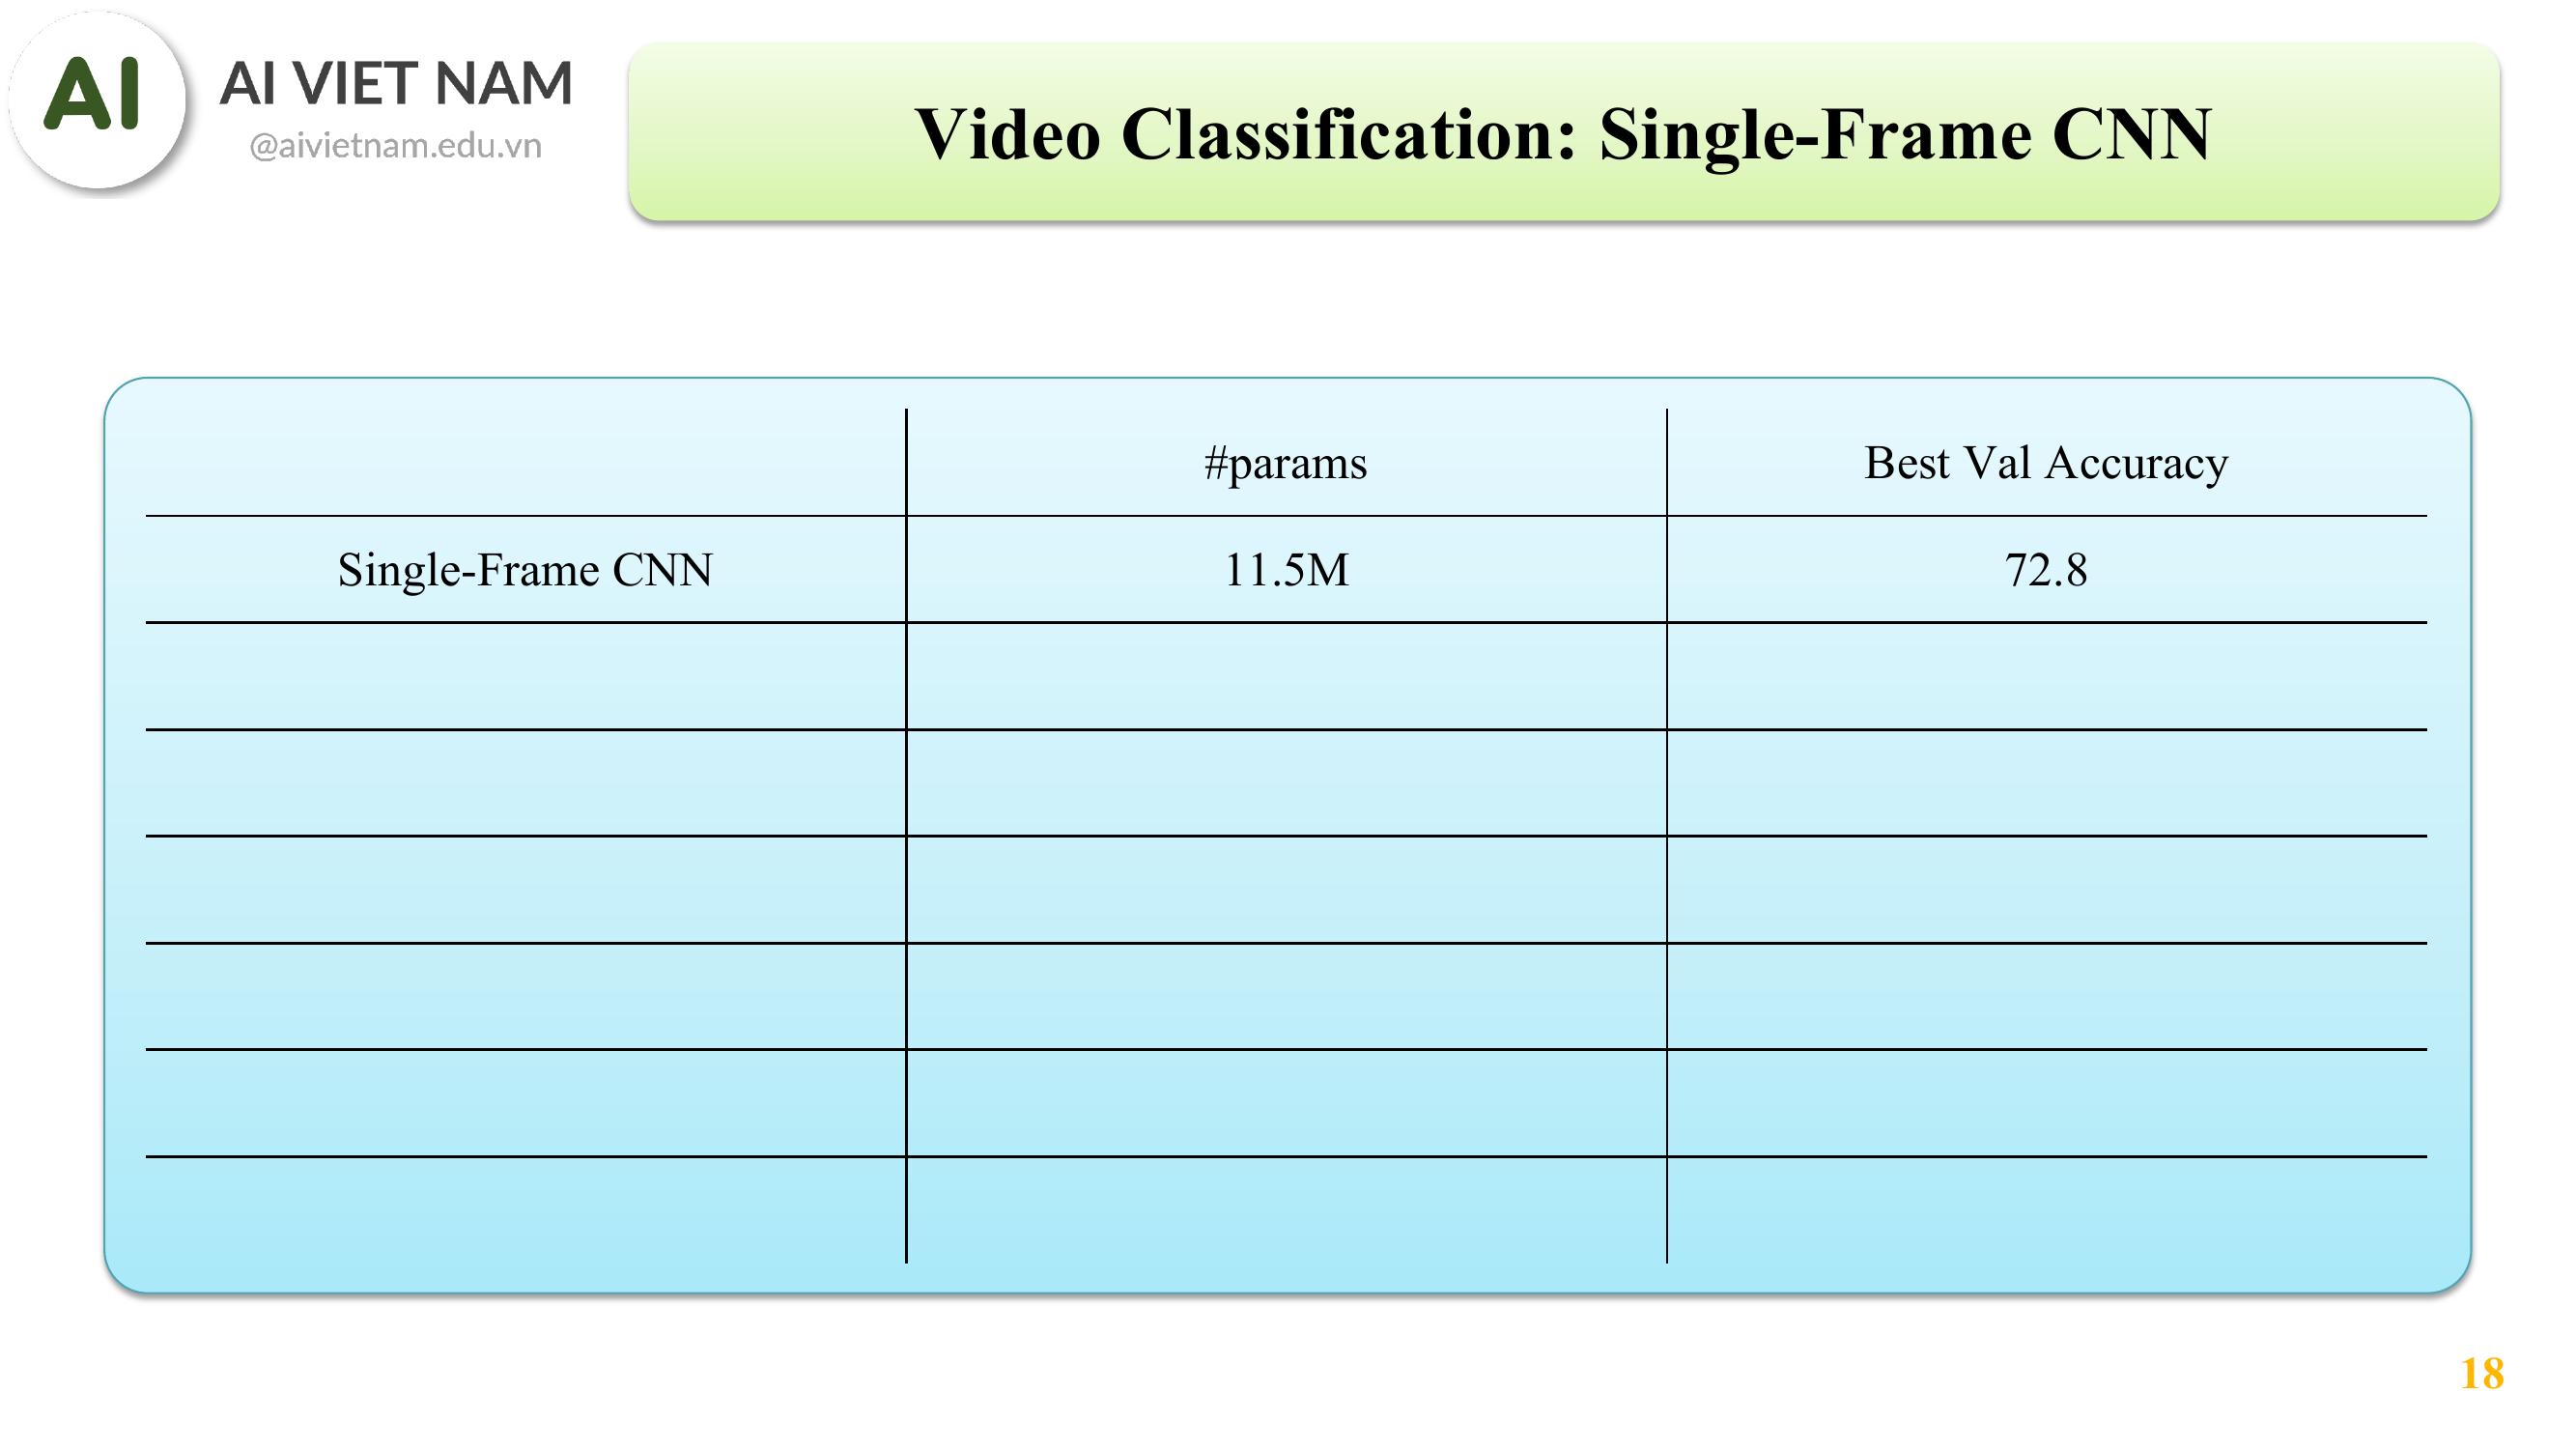 AI
AI VIET NAM
@aivietnam.edu.vn
Video Classification: Single-Frame CNN
#params
Best Val Accuracy
Single-Frame CNN
11.5M
72.8
18